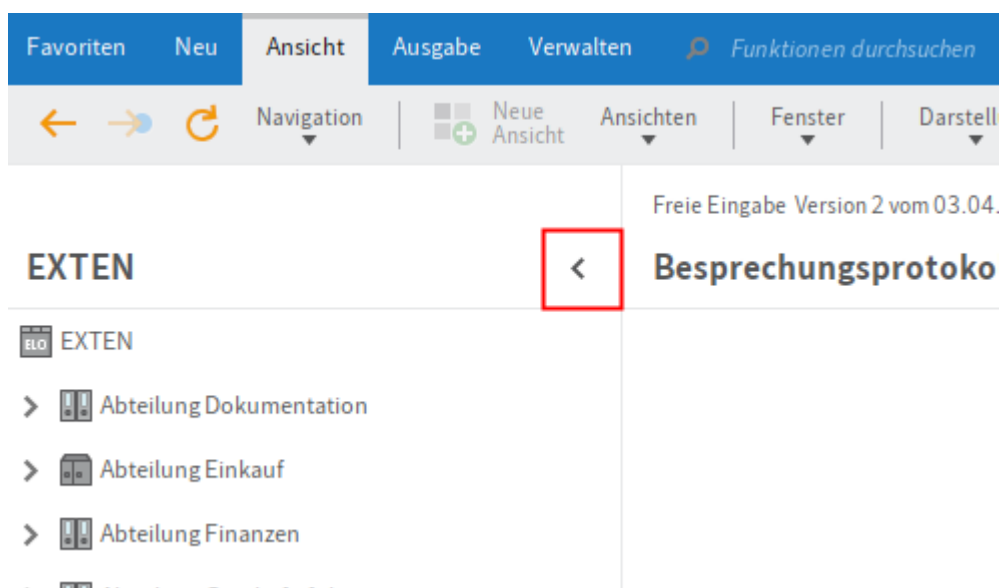 Favoriten Neu Ansicht Ausgabe Verwalten Funktionen durchsuchen
Navigation Neue Ansicht Ansichten Fenster Darstell
Freie Eingabe Version 2 vom 03.04.
EXTEN Besprechungsprotoko
ELO EXTEN
Abteilung Dokumentation
Abteilung Einkauf
Abteilung Finanzen